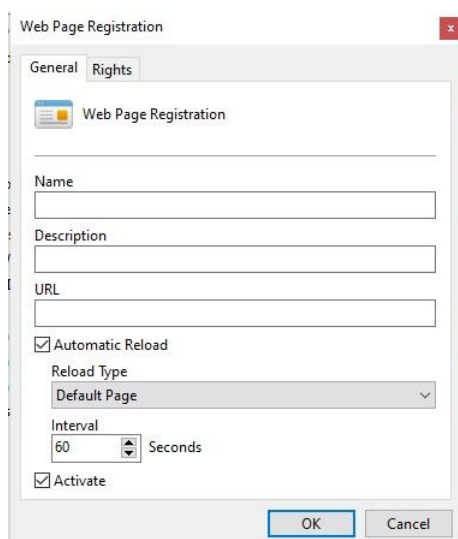 Web Page Registration
x
General Rights
Web Page Registration
Name
Description
URL
Automatic Reload
Reload Type
Default Page
Interval
60 Seconds
Activate
OK Cancel